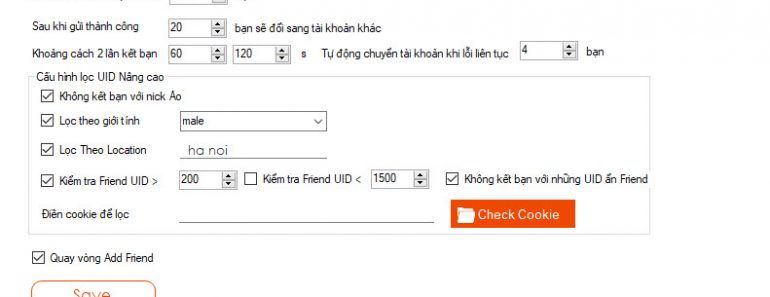 Sau khi gửi thành công 20 bạn sẽ đổi sang tài khoản khác
Khoảng cách 2 lần kết bạn 60 120 s Tự động chuyển tài khoản khi lỗi liên tục 4 bạn
Cấu hình lọc UID Nâng cao
Không kết bạn với nick Ảo
Lọc theo giới tính male
Lọc Theo Location ha noi
Kiểm tra Friend UID > 200 Kiểm tra Friend UID < 1500 Không kết bạn với những UID ẩn Friend
Điền cookie để lọc Check Cookie
Quay vòng Add Friend
Save